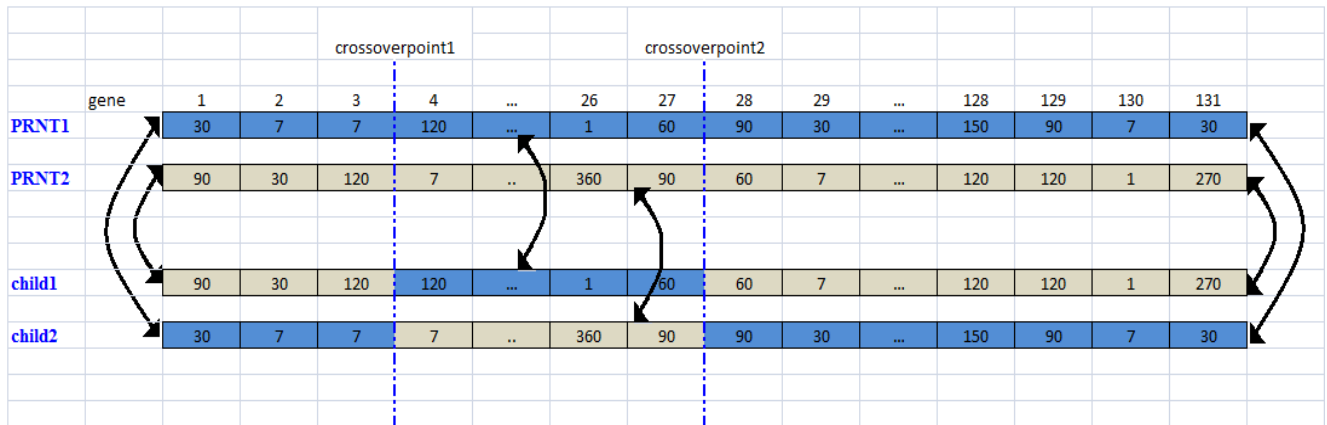 crossoverpoint1 crossoverpoint2
gene 1 2 3 4 ... 26 27 28 29 ... 128 129 130 131
PRNT1 30 7 7 120 ... 1 60 90 30 ... 150 90 7 30
PRNT2 90 30 120 7 .. 360 90 60 7 ... 120 120 1 270
child1 90 30 120 120 ... 1 60 60 7 ... 120 120 1 270
child2 30 7 7 7 .. 360 90 90 30 ... 150 90 7 30